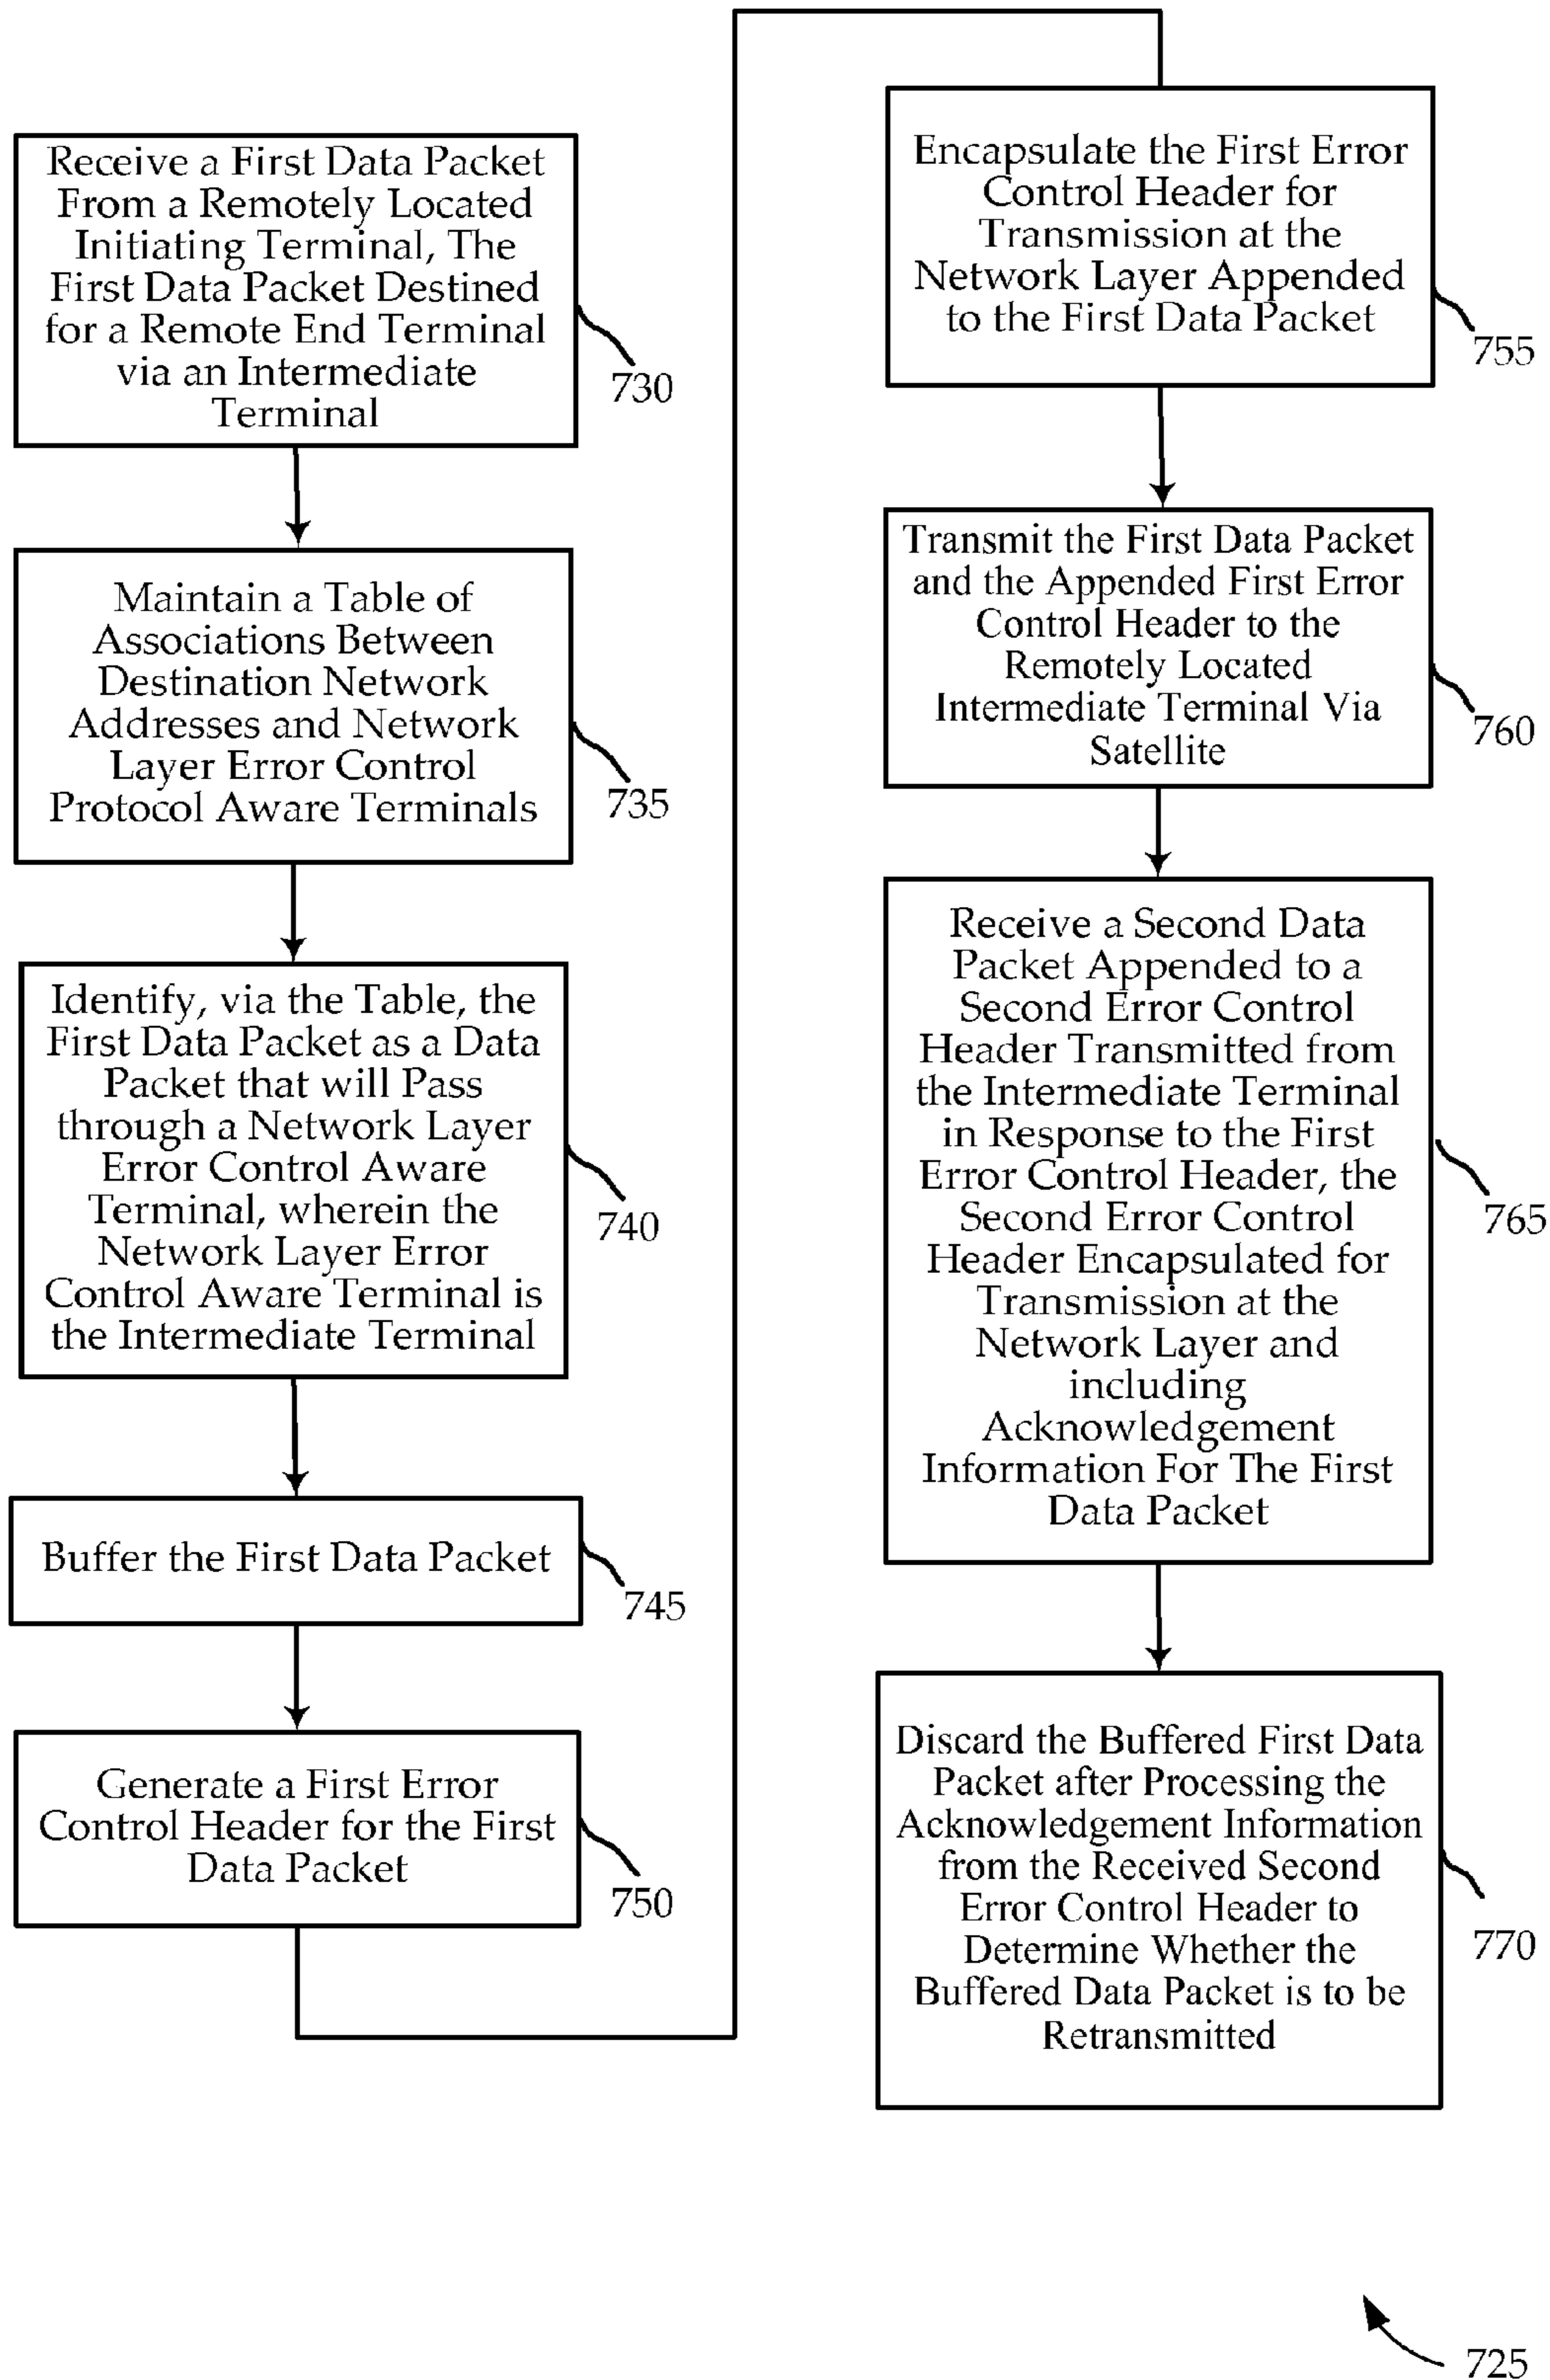 Receive a First Data Packet
From a Remotely Located
Initiating Terminal, The
First Data Packet Destined
for a Remote End Terminal
via an Intermediate
Terminal
730
Maintain a Table of
Associations Between
Destination Network
Addresses and Network
Layer Error Control
Protocol Aware Terminals
735
Identify, via the Table, the
First Data Packet as a Data
Packet that will Pass
through a Network Layer
Error Control Aware
Terminal, wherein the
Network Layer Error
Control Aware Terminal is
the Intermediate Terminal
740
Buffer the First Data Packet
745
Generate a First Error
Control Header for the First
Data Packet
750
Encapsulate the First Error
Control Header for
Transmission at the
Network Layer Appended
to the First Data Packet
755
Transmit the First Data Packet
and the Appended First Error
Control Header to the
Remotely Located
Intermediate Terminal Via
Satellite
760
Receive a Second Data
Packet Appended to a
Second Error Control
Header Transmitted from
the Intermediate Terminal
in Response to the First
Error Control Header, the
Second Error Control
Header Encapsulated for
Transmission at the
Network Layer and
including
Acknowledgement
Information For The First
Data Packet
765
Discard the Buffered First Data
Packet after Processing the
Acknowledgement Information
from the Received Second
Error Control Header to
Determine Whether the
Buffered Data Packet is to be
Retransmitted
770
725